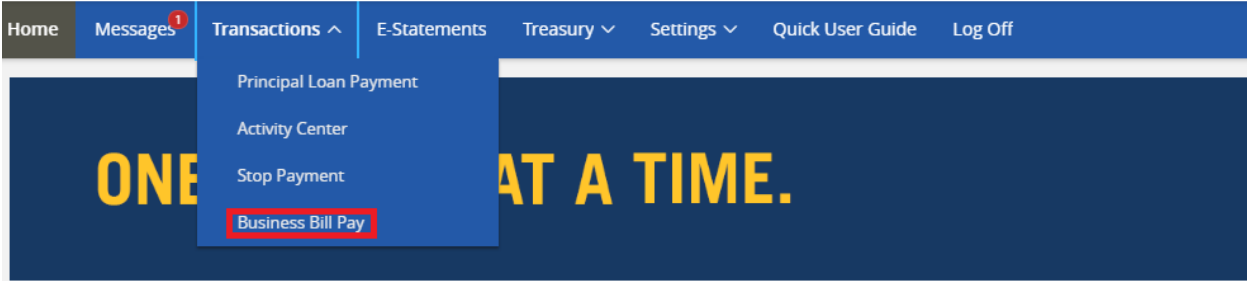 Home Messages 1 Transactions E-Statements Treasury Settings Quick User Guide Log Off
Principal Loan Payment
Activity Center
Stop Payment
Business Bill Pay
ONE AT A TIME.